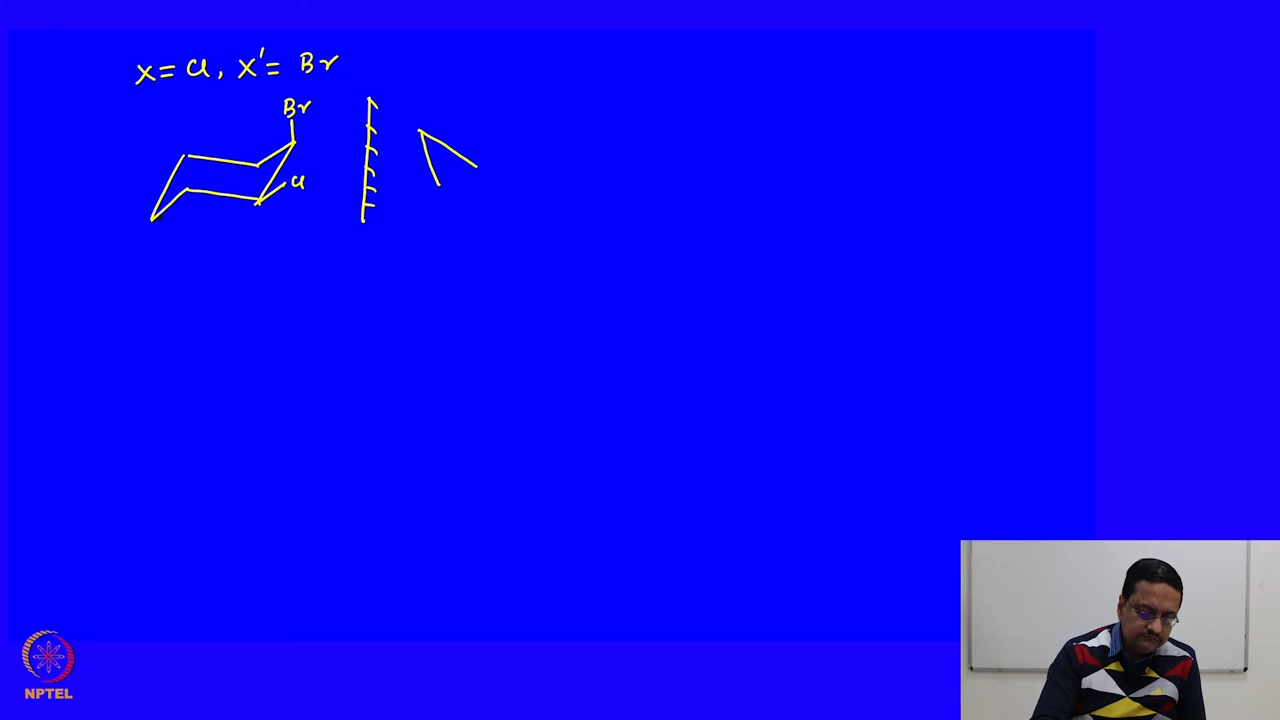 X = Cl, X' = Br
Br
Cl
NPTEL